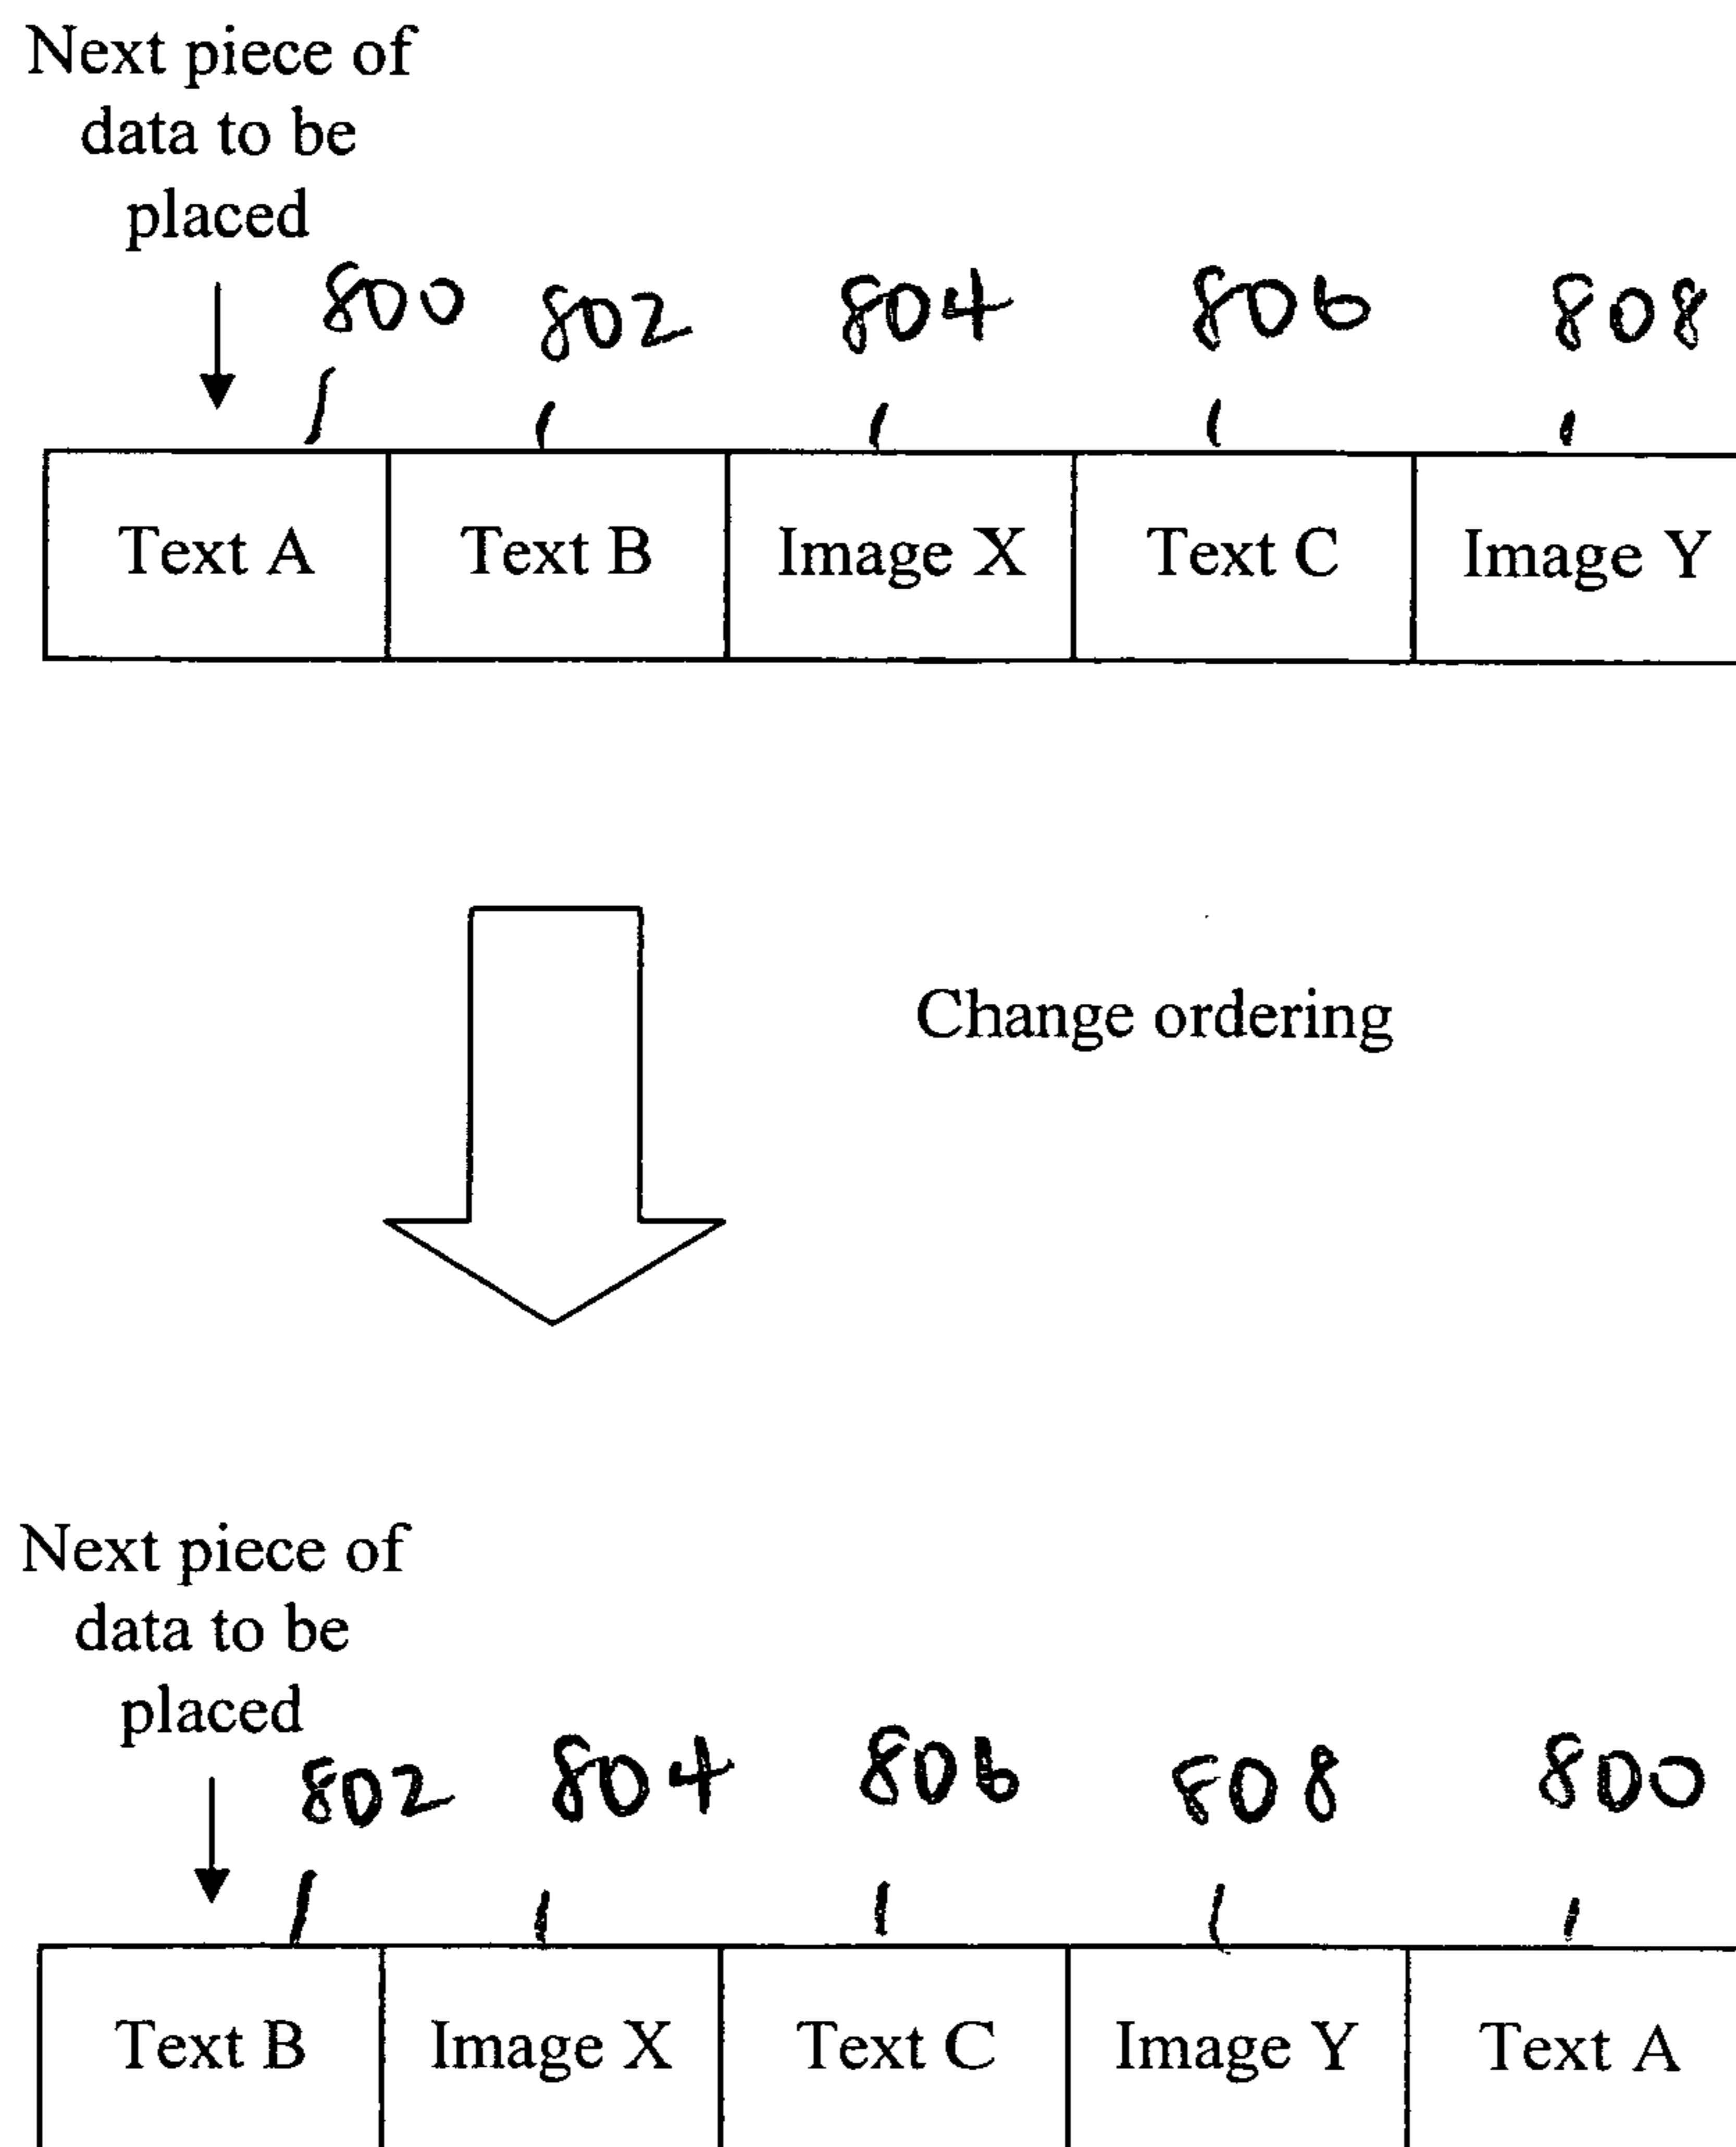 Next piece of
data to be
placed
800 802 804 806 808
Text A Text B Image X Text C Image Y
Change ordering
Next piece of
data to be
placed
802 804 806 808 800
Text B Image X Text C Image Y Text A